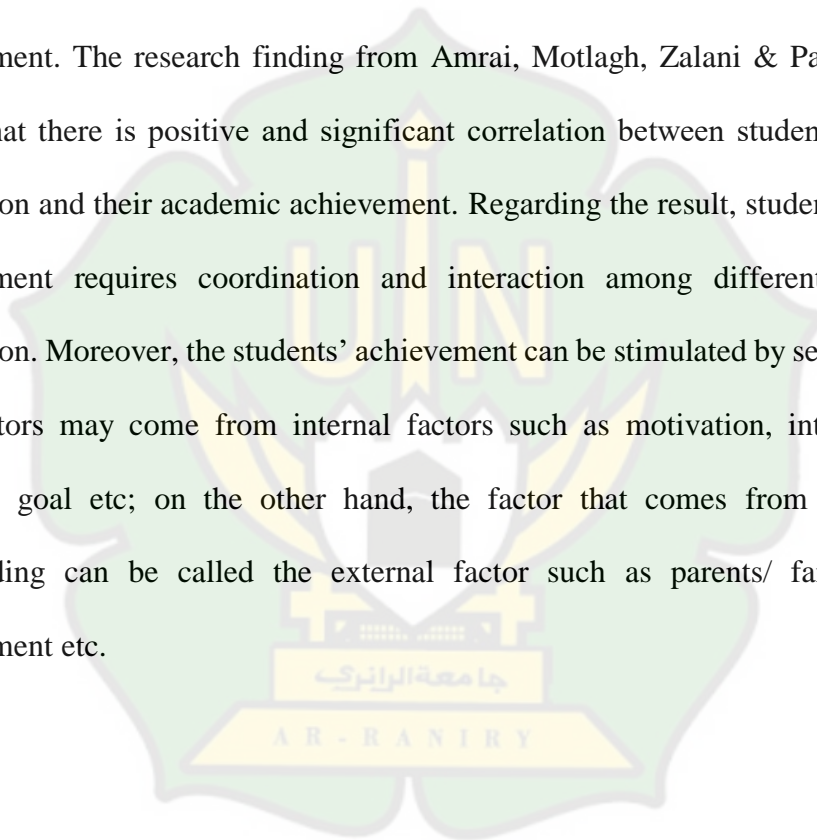 ment. The research finding from Amrai, Motlagh, Zalani & Pa
hat there is positive and significant correlation between studen
on and their academic achievement. Regarding the result, studen
ment requires coordination and interaction among different
on. Moreover, the students’ achievement can be stimulated by se
tors may come from internal factors such as motivation, int
goal etc; on the other hand, the factor that comes from
ding can be called the external factor such as parents/ fa
ment etc.
UIN
جامعةالرانري
AR-RANIRY